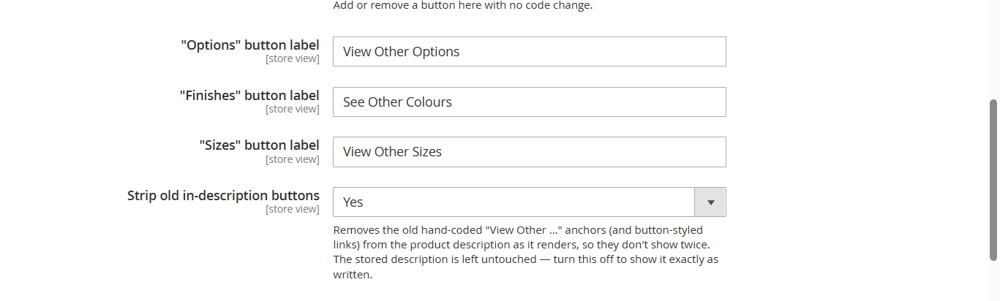 Add or remove a button here with no code change.
"Options" button label
[store view]
View Other Options
"Finishes" button label
[store view]
See Other Colours
"Sizes" button label
[store view]
View Other Sizes
Strip old in-description buttons
[store view]
Yes
Removes the old hand-coded "View Other ..." anchors (and button-styled
links) from the product description as it renders, so they don't show twice.
The stored description is left untouched — turn this off to show it exactly as
written.